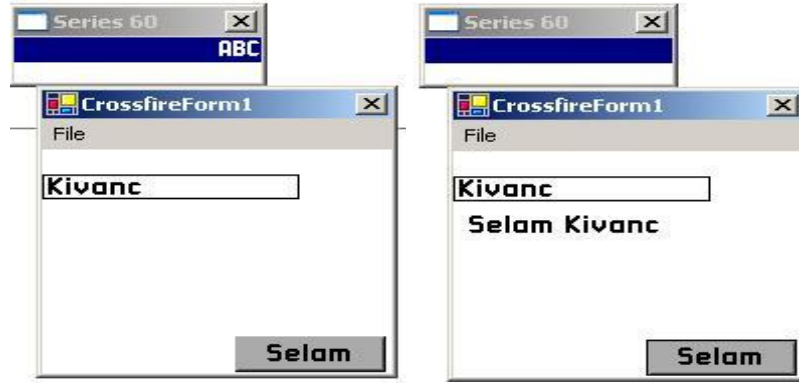 Series 60
ABC
CrossfireForm1
File
Kivanc
Selam
Series 60
CrossfireForm1
File
Kivanc
Selam Kivanc
Selam